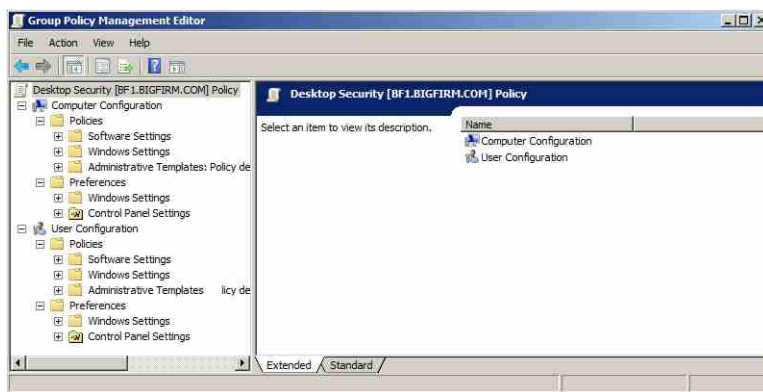 Group Policy Management Editor
File Action View Help
Desktop Security [BF1.BIGFIRM.COM] Policy
Computer Configuration
Policies
Software Settings
Windows Settings
Administrative Templates: Policy de
Preferences
Windows Settings
Control Panel Settings
User Configuration
Policies
Software Settings
Windows Settings
Administrative Templates licy de
Preferences
Windows Settings
Control Panel Settings
Desktop Security [BF1.BIGFIRM.COM] Policy
Select an item to view its description.
Name
Computer Configuration
User Configuration
Extended Standard